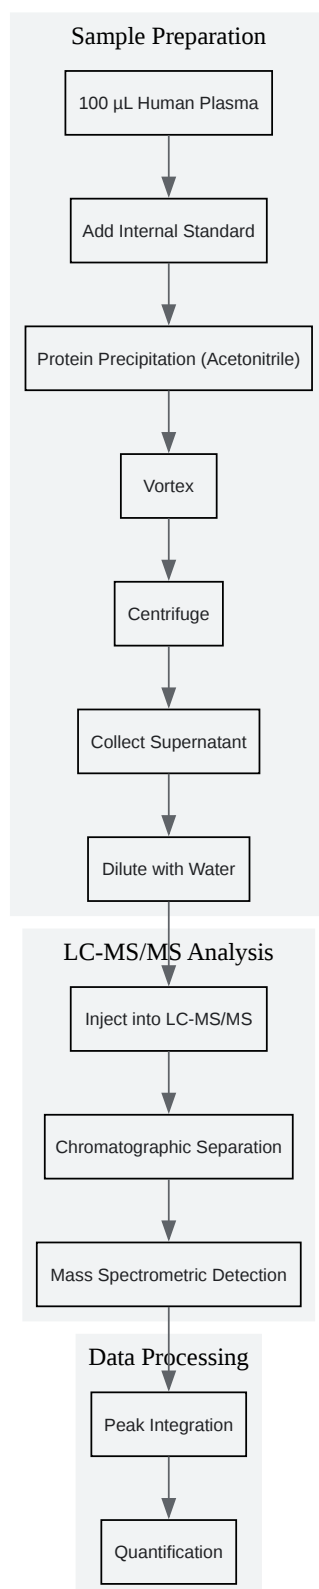 Sample Preparation
100 µL Human Plasma
Add Internal Standard
Protein Precipitation (Acetonitrile)
Vortex
Centrifuge
Collect Supernatant
Dilute with Water
LC-MS/MS Analysis
Inject into LC-MS/MS
Chromatographic Separation
Mass Spectrometric Detection
Data Processing
Peak Integration
Quantification